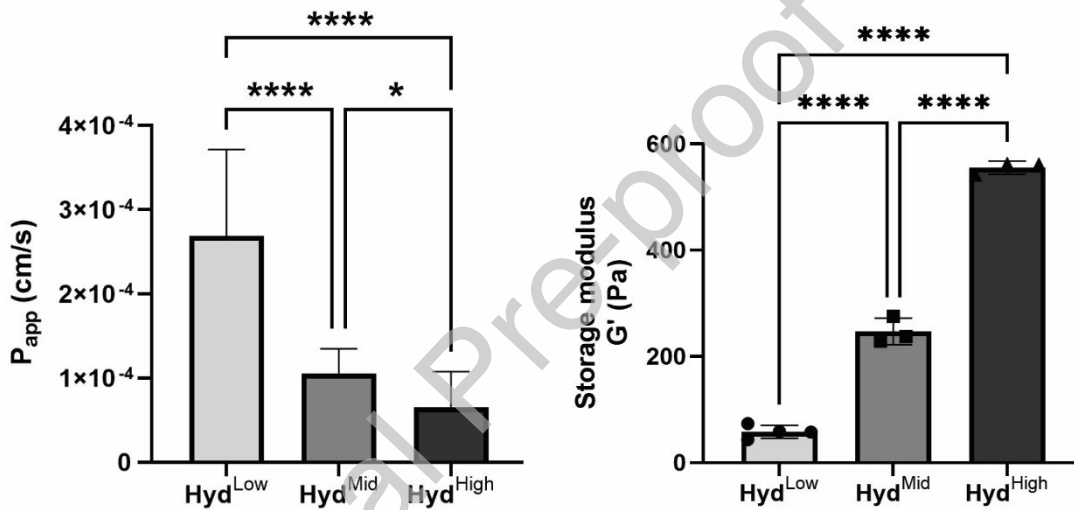 ****
****
*
4×10⁻⁴
3×10⁻⁴
2×10⁻⁴
1×10⁻⁴
0
Papp (cm/s)
HydLow
HydMid
HydHigh
****
****
****
600
400
200
0
Storage modulus
G' (Pa)
HydLow
HydMid
HydHigh
al Pre-proof